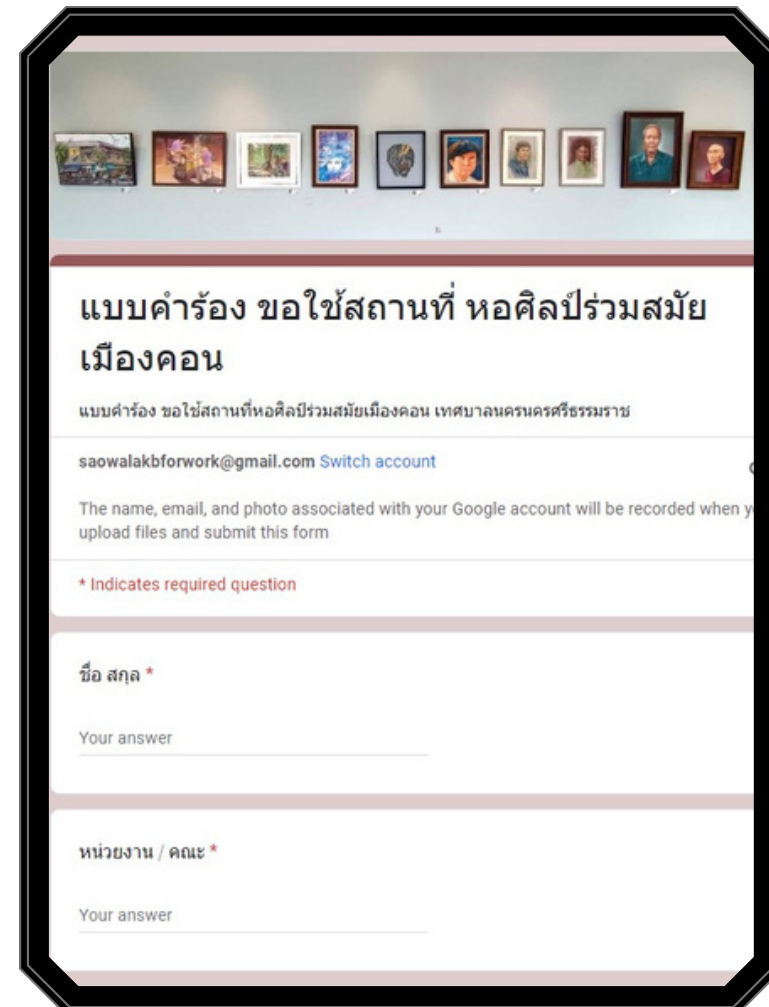 แบบคำร้อง ขอใช้สถานที่ หอศิลป์ร่วมสมัย
เมืองคอน
แบบคำร้อง ขอใช้สถานที่หอศิลป์ร่วมสมัยเมืองคอน เทศบาลนครนครศรีธรรมราช
saowalakbforwork@gmail.com Switch account
The name, email, and photo associated with your Google account will be recorded when
upload files and submit this form
* Indicates required question
ชื่อ สกุล *
Your answer
หน่วยงาน / คณะ *
Your answer